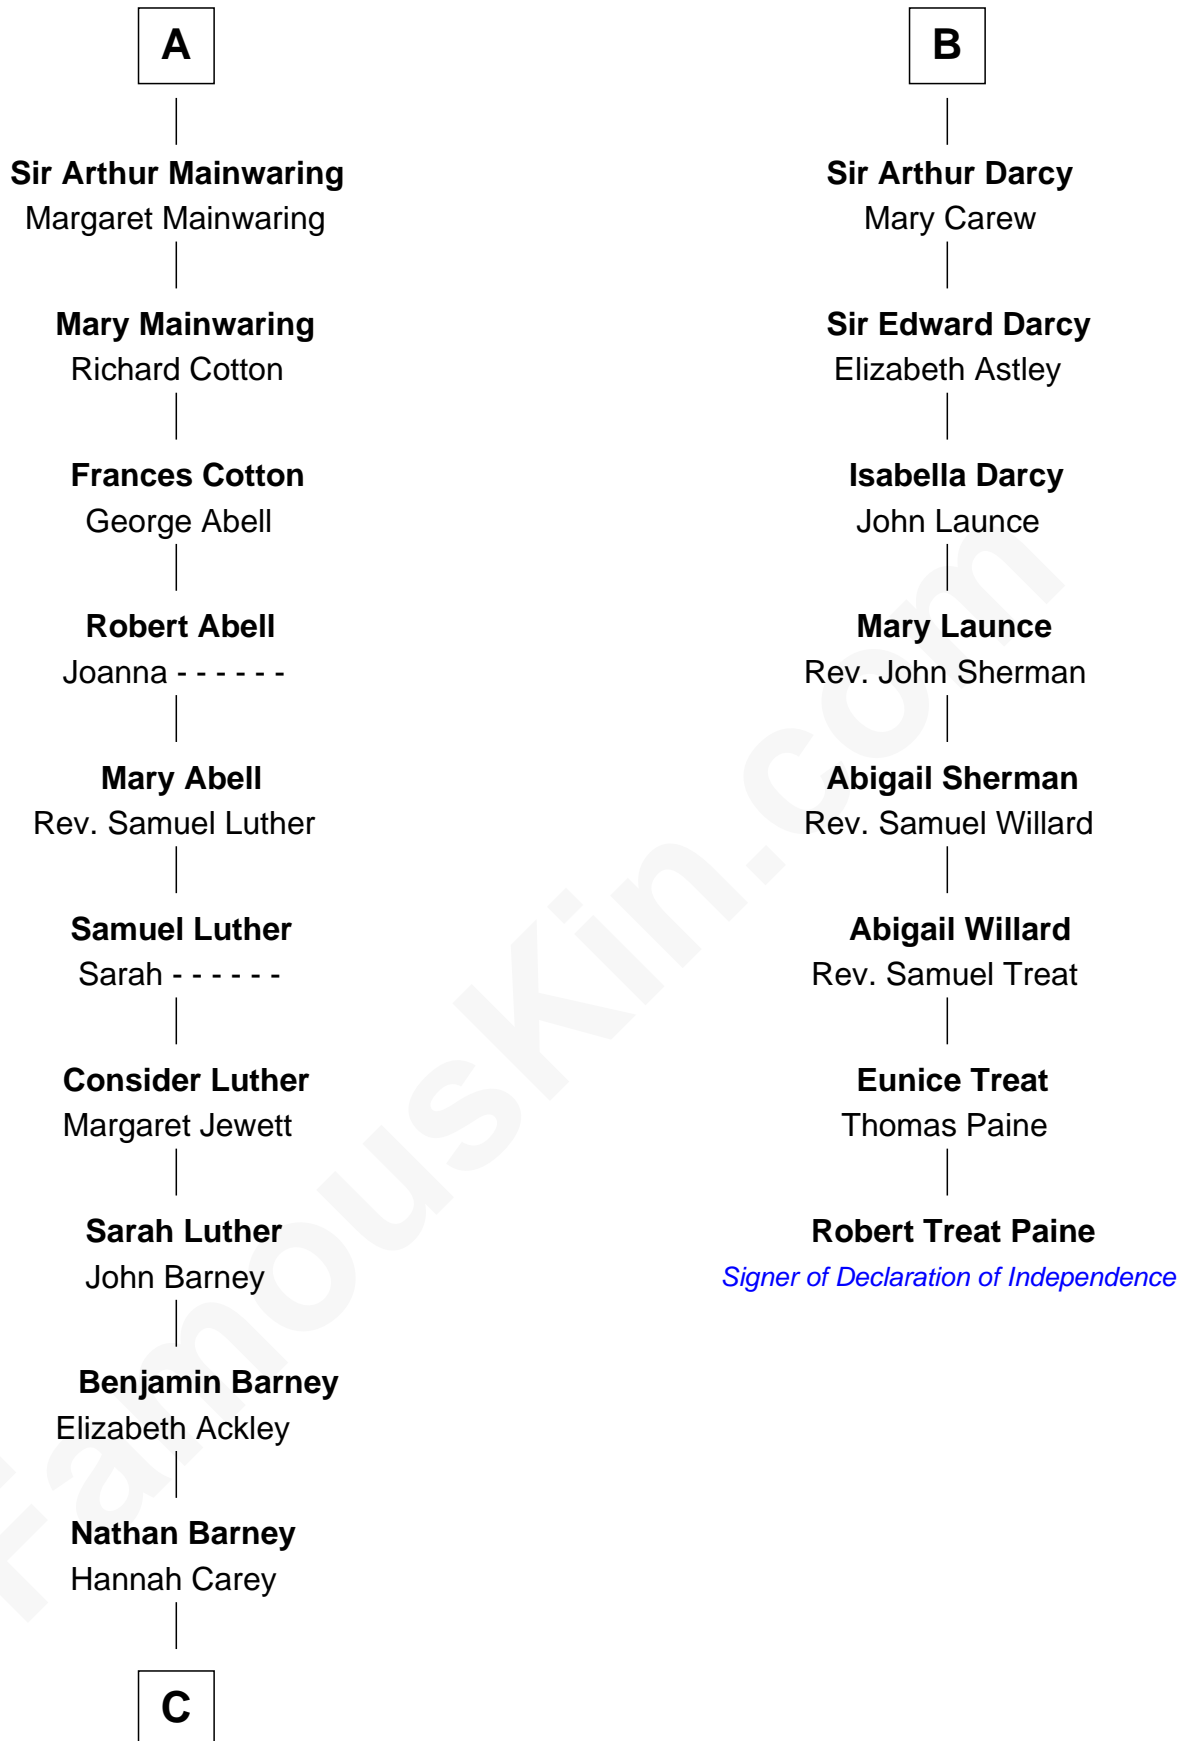 A
Sir Arthur Mainwaring
Margaret Mainwaring
Mary Mainwaring
Richard Cotton
Frances Cotton
George Abell
Robert Abell
Joanna - - - - - -
Mary Abell
Rev. Samuel Luther
Samuel Luther
Sarah - - - - - -
Consider Luther
Margaret Jewett
Sarah Luther
John Barney
Benjamin Barney
Elizabeth Ackley
Nathan Barney
Hannah Carey
C
B
Sir Arthur Darcy
Mary Carew
Sir Edward Darcy
Elizabeth Astley
Isabella Darcy
John Launce
Mary Launce
Rev. John Sherman
Abigail Sherman
Rev. Samuel Willard
Abigail Willard
Rev. Samuel Treat
Eunice Treat
Thomas Paine
Robert Treat Paine
Signer of Declaration of Independence
FamousKin.com